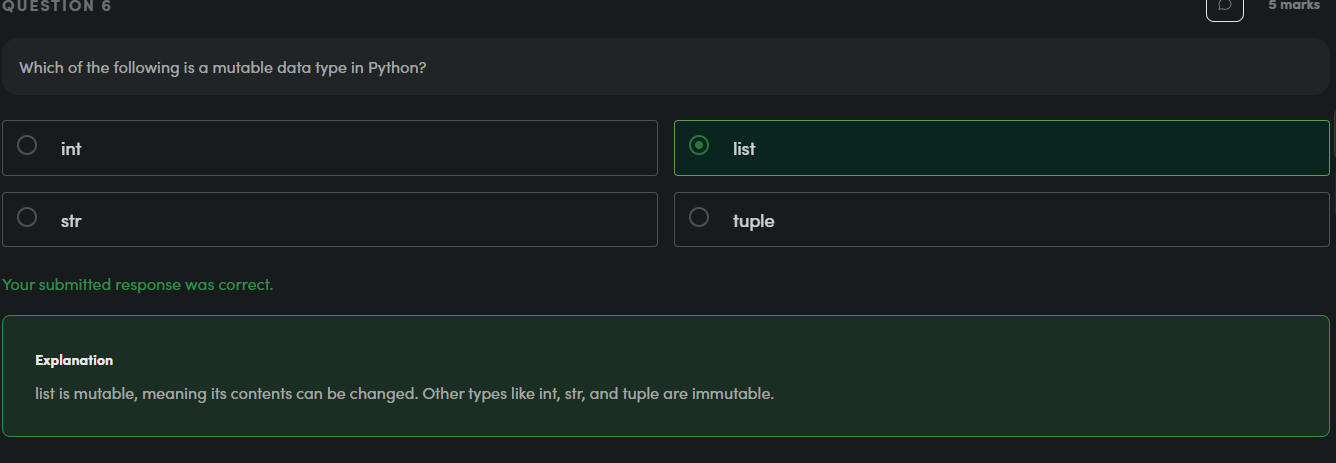 QUESTION 6
5 marks
Which of the following is a mutable data type in Python?
int
list
str
tuple
Your submitted response was correct.
Explanation
list is mutable, meaning its contents can be changed. Other types like int, str, and tuple are immutable.